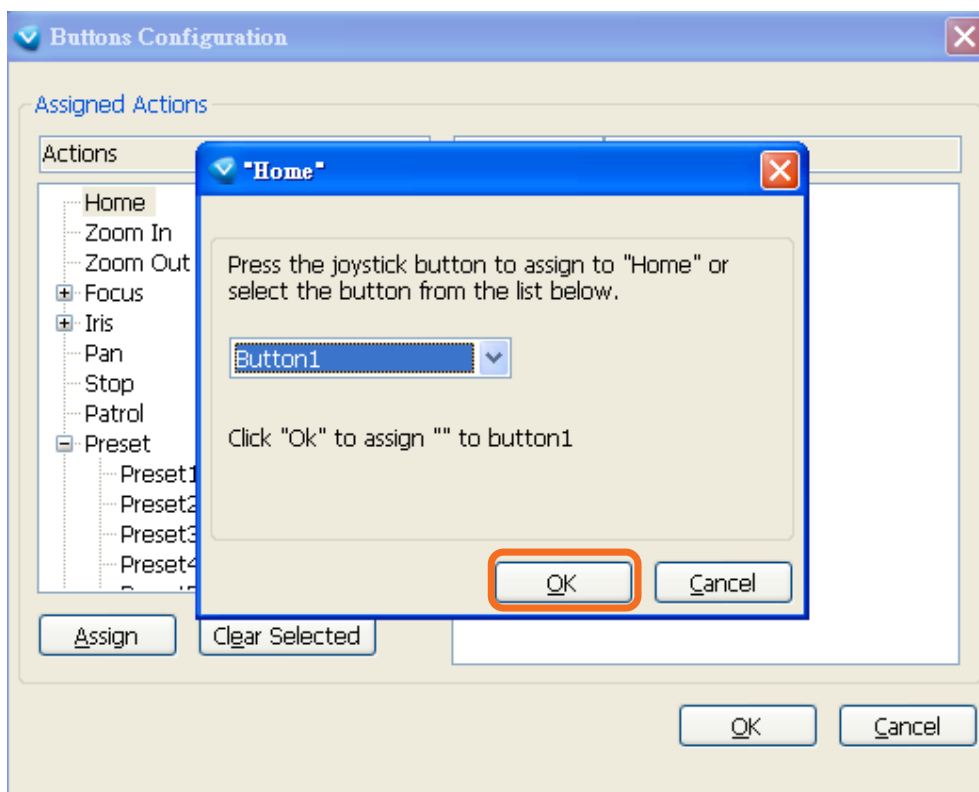 Buttons Configuration
Assigned Actions
Actions
Home
Zoom In
Zoom Out
Focus
Iris
Pan
Stop
Patrol
Preset
Preset1
Preset2
Preset3
Preset4
Assign
Clear Selected
"Home"
Press the joystick button to assign to "Home" or
select the button from the list below.
Button1
Click "Ok" to assign "" to button1
OK
Cancel
OK
Cancel